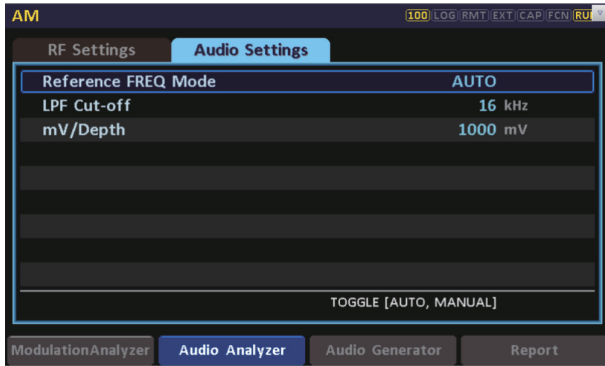 AM 100 LOG RMT EXT CAP FCN RU
RF Settings Audio Settings
Reference FREQ Mode AUTO
LPF Cut-off 16 kHz
mV/Depth 1000 mV
TOGGLE [AUTO, MANUAL]
ModulationAnalyzer Audio Analyzer Audio Generator Report